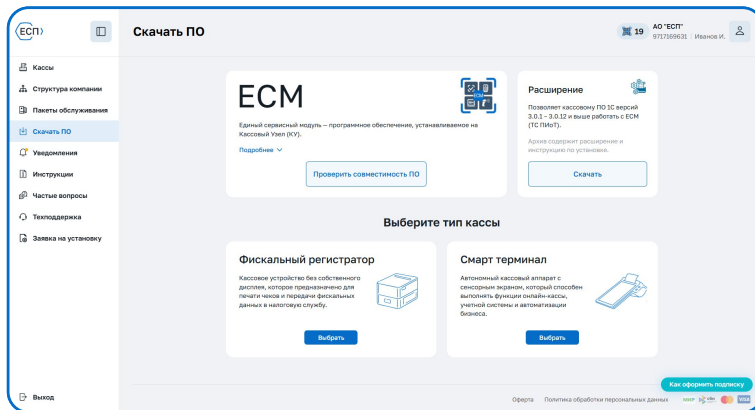 ЕСП
Скачать ПО
19
АО "ЕСП"
9717169631 | Иванов И.
Кассы
Структура компании
Пакеты обслуживания
Скачать ПО
Уведомления
Инструкции
Частые вопросы
Техподдержка
Заявка на установку
Выход
ЕСМ
Единый сервисный модуль — программное обеспечение, устанавливаемое на
Кассовый Узел (КУ).
Подробнее
Проверить совместимость ПО
Расширение
Позволяет кассовому ПО 1С версий
3.0.1 – 3.0.12 и выше работать с ЕСМ
(ТС ПИоТ).
Архив содержит расширение и
инструкцию по установке.
Скачать
Выберите тип кассы
Фискальный регистратор
Кассовое устройство без собственного
дисплея, которое предназначено для
печати чеков и передачи фискальных
данных в налоговую службу.
Выбрать
Смарт терминал
Автономный кассовый аппарат с
сенсорным экраном, который способен
выполнять функции онлайн-кассы,
учетной системы и автоматизации
бизнеса.
Выбрать
Как оформить подписку
Оферта
Политика обработки персональных данных
VISA